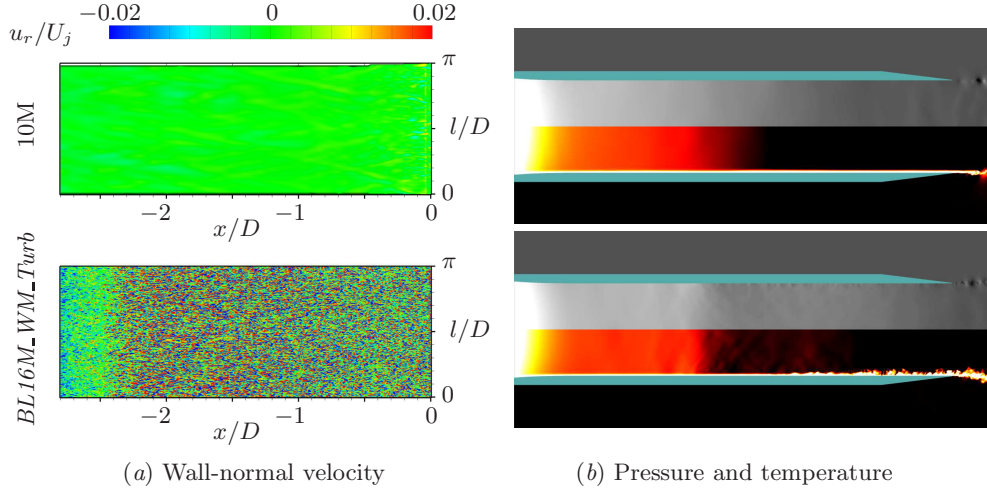 u_r/U_j −0.02 0 0.02
10M
π
l/D
0
−2 −1 0
x/D
BL16M_WM_Turb
π
l/D
0
−2 −1 0
x/D
(a) Wall-normal velocity
(b) Pressure and temperature